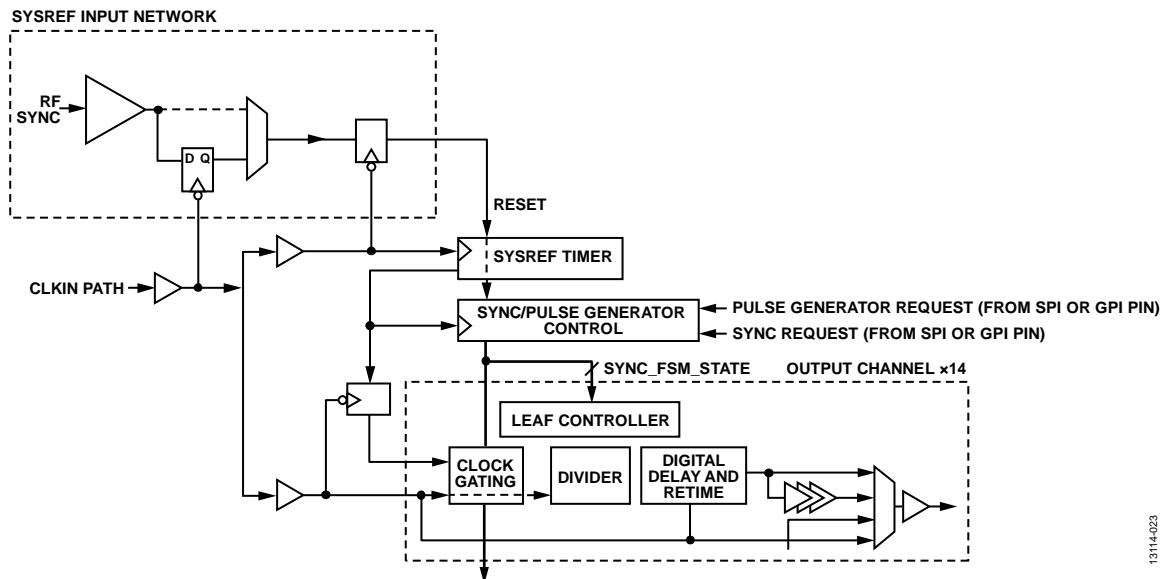 SYSREF INPUT NETWORK
RF
SYNC
D Q
RESET
SYSREF TIMER
CLKIN PATH
SYNC/PULSE GENERATOR
CONTROL
PULSE GENERATOR REQUEST (FROM SPI OR GPI PIN)
SYNC REQUEST (FROM SPI OR GPI PIN)
SYNC_FSM_STATE
OUTPUT CHANNEL ×14
LEAF CONTROLLER
CLOCK
GATING
DIVIDER
DIGITAL
DELAY AND
RETIME
13114-023